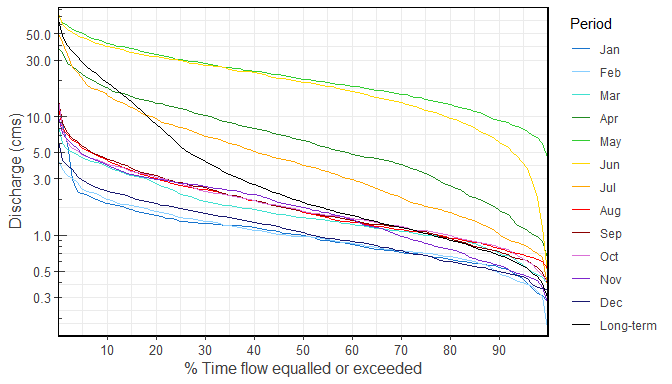 Period
50.0
30.0
10.0
5.0
3.0
1.0
0.5
0.3
Discharge (cms)
10
20
30
40
50
60
70
80
90
% Time flow equalled or exceeded
Jan
Feb
Mar
Apr
May
Jun
Jul
Aug
Sep
Oct
Nov
Dec
Long-term